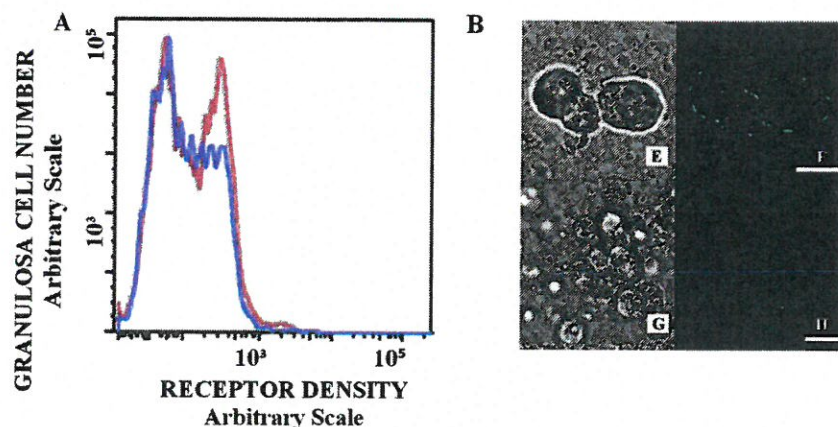 A
GRANULOSA CELL NUMBER
Arbitrary Scale
10⁵
10³
10³
10⁵
RECEPTOR DENSITY
Arbitrary Scale
B
E
F
G
H